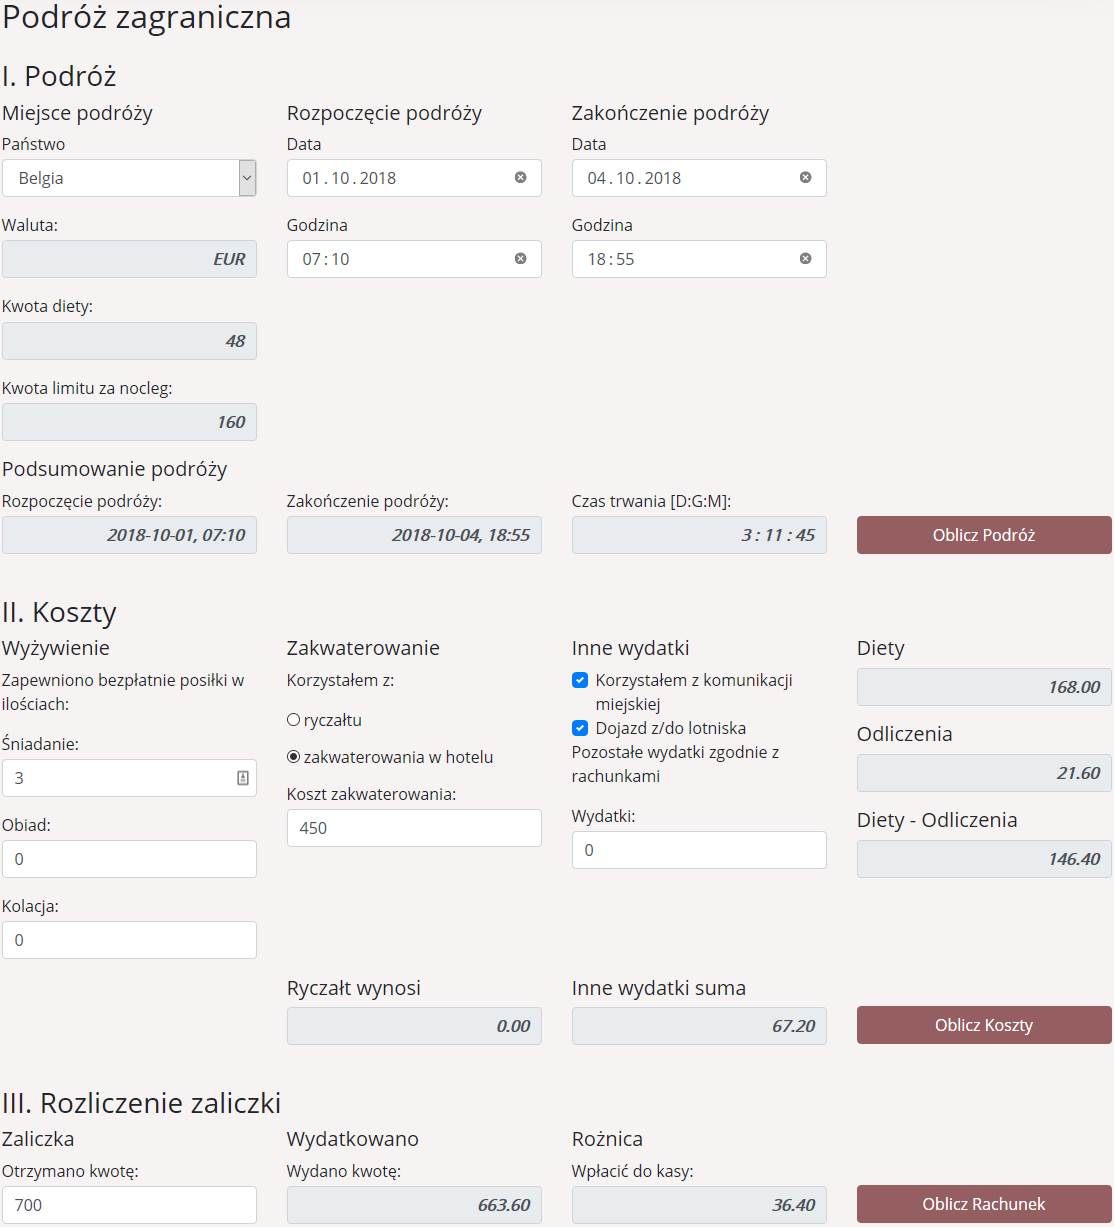 Podróż zagraniczna
I. Podróż
Miejsce podróży
Rozpoczęcie podróży
Zakończenie podróży
Państwo
Data
Data
Belgia
01.10.2018
04.10.2018
Waluta:
Godzina
Godzina
EUR
07:10
18:55
Kwota diety:
48
Kwota limitu za nocleg:
160
Podsumowanie podróży
Rozpoczęcie podróży:
Zakończenie podróży:
Czas trwania [D:G:M]:
2018-10-01, 07:10
2018-10-04, 18:55
3 : 11 : 45
Oblicz Podróż
II. Koszty
Wyżywienie
Zapewniono bezpłatnie posiłki w
ilościach:
Śniadanie:
3
Obiad:
0
Kolacja:
0
Zakwaterowanie
Korzystałem z:
ryczałtu
zakwaterowania w hotelu
Koszt zakwaterowania:
450
Ryczałt wynosi
0.00
Inne wydatki
Korzystałem z komunikacji
miejskiej
Dojazd z/do lotniska
Pozostałe wydatki zgodnie z
rachunkami
Wydatki:
0
Inne wydatki suma
67.20
Diety
168.00
Odliczenia
21.60
Diety - Odliczenia
146.40
Oblicz Koszty
III. Rozliczenie zaliczki
Zaliczka
Wydatkowano
Rożnica
Otrzymano kwotę:
Wydano kwotę:
Wpłacić do kasy:
700
663.60
36.40
Oblicz Rachunek